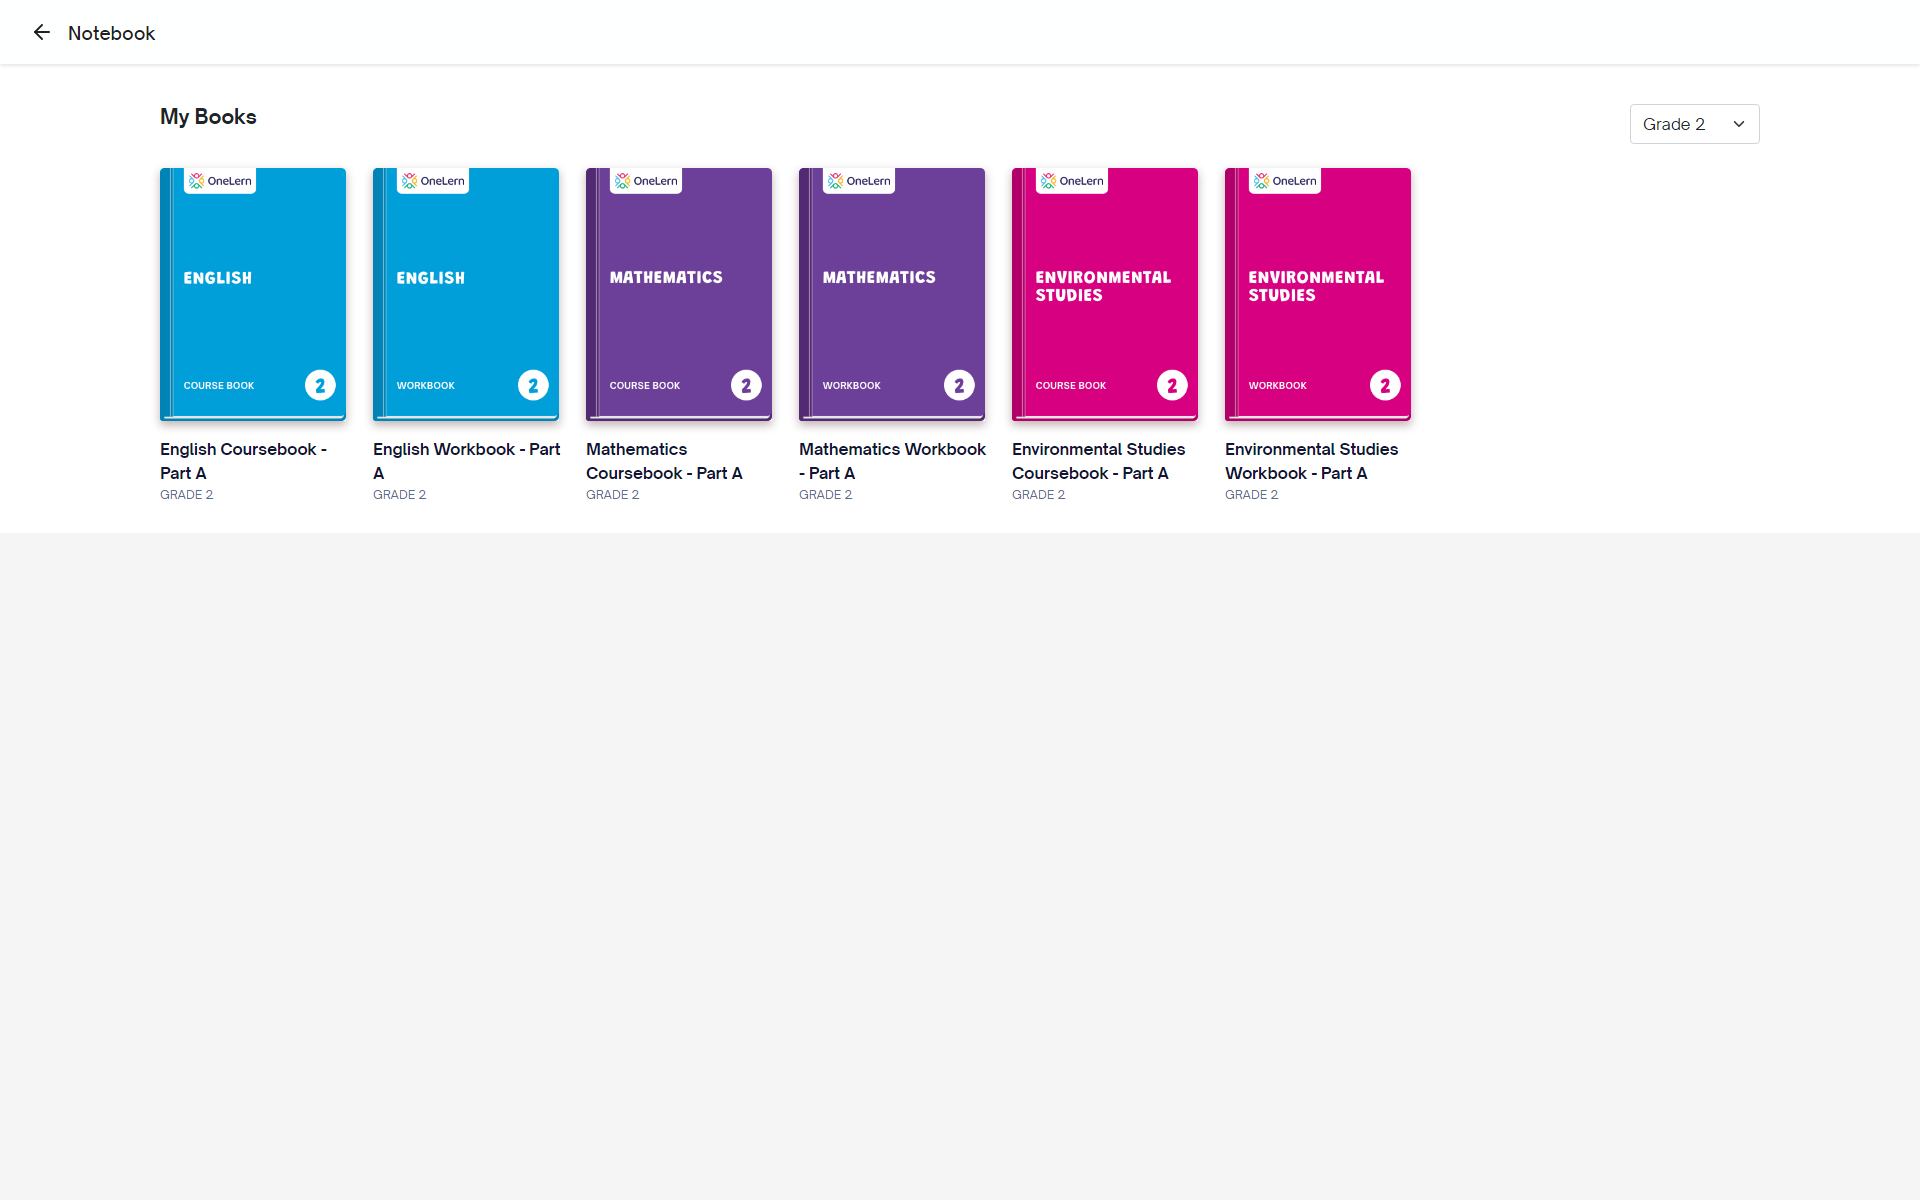 Notebook
My Books
Grade 2
OneLern
ENGLISH
COURSE BOOK
2
English Coursebook -
Part A
GRADE 2
OneLern
ENGLISH
WORKBOOK
2
English Workbook - Part
A
GRADE 2
OneLern
MATHEMATICS
COURSE BOOK
2
Mathematics
Coursebook - Part A
GRADE 2
OneLern
MATHEMATICS
WORKBOOK
2
Mathematics Workbook
- Part A
GRADE 2
OneLern
ENVIRONMENTAL
STUDIES
COURSE BOOK
2
Environmental Studies
Coursebook - Part A
GRADE 2
OneLern
ENVIRONMENTAL
STUDIES
WORKBOOK
2
Environmental Studies
Workbook - Part A
GRADE 2